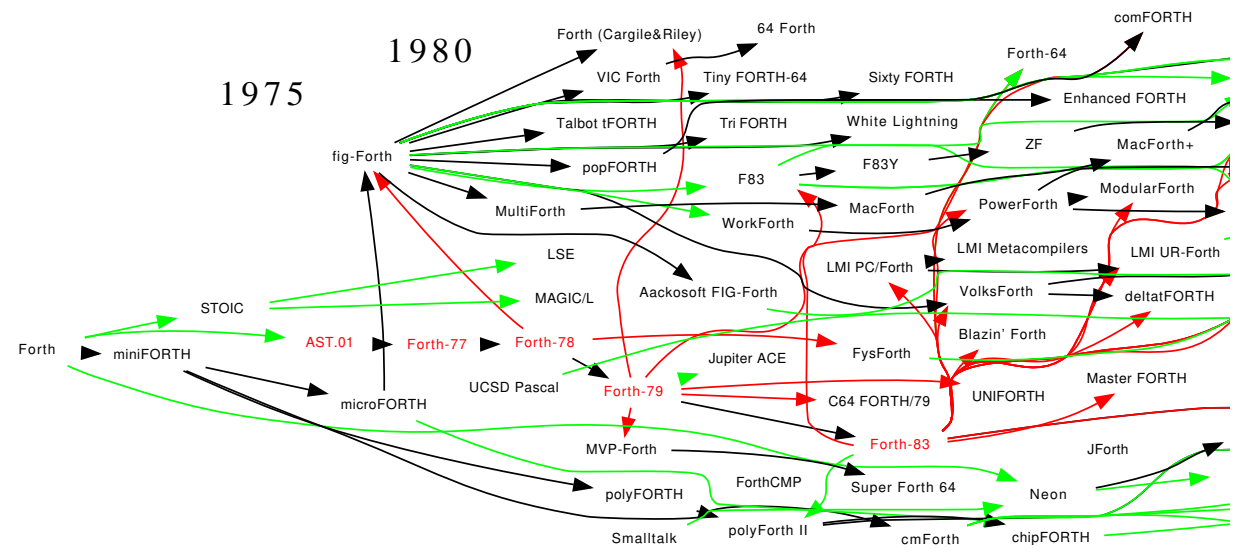 comFORTH
64 Forth
Forth (Cargile&Riley)
1980
Forth-64
VIC Forth
Tiny FORTH-64
Sixty FORTH
1975
Enhanced FORTH
Talbot tFORTH
Tri FORTH
White Lightning
ZF
MacForth+
fig-Forth
popFORTH
F83
F83Y
ModularForth
MultiForth
WorkForth
MacForth
PowerForth
LSE
LMI Metacompilers
LMI UR-Forth
LMI PC/Forth
STOIC
MAGIC/L
Aackosoft FIG-Forth
VolksForth
deltatFORTH
Forth
miniFORTH
AST.01
Forth-77
Forth-78
Jupiter ACE
FysForth
Blazin' Forth
UCSD Pascal
Forth-79
microFORTH
C64 FORTH/79
UNIFORTH
Master FORTH
MVP-Forth
Forth-83
JForth
polyFORTH
ForthCMP
Super Forth 64
Neon
Smalltalk
polyForth II
cmForth
chipFORTH